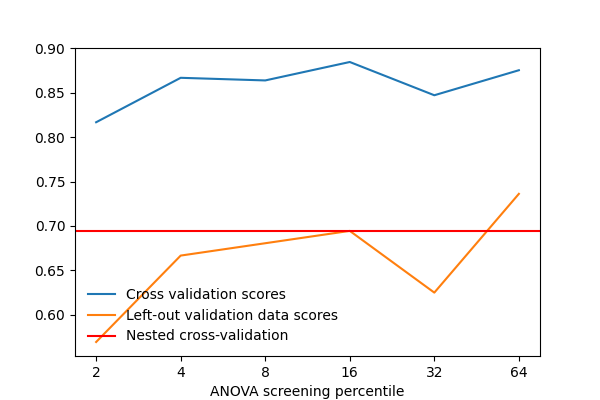 0.90
0.85
0.80
0.75
0.70
0.65
0.60
Cross validation scores
Left-out validation data scores
Nested cross-validation
2 4 8 16 32 64
ANOVA screening percentile